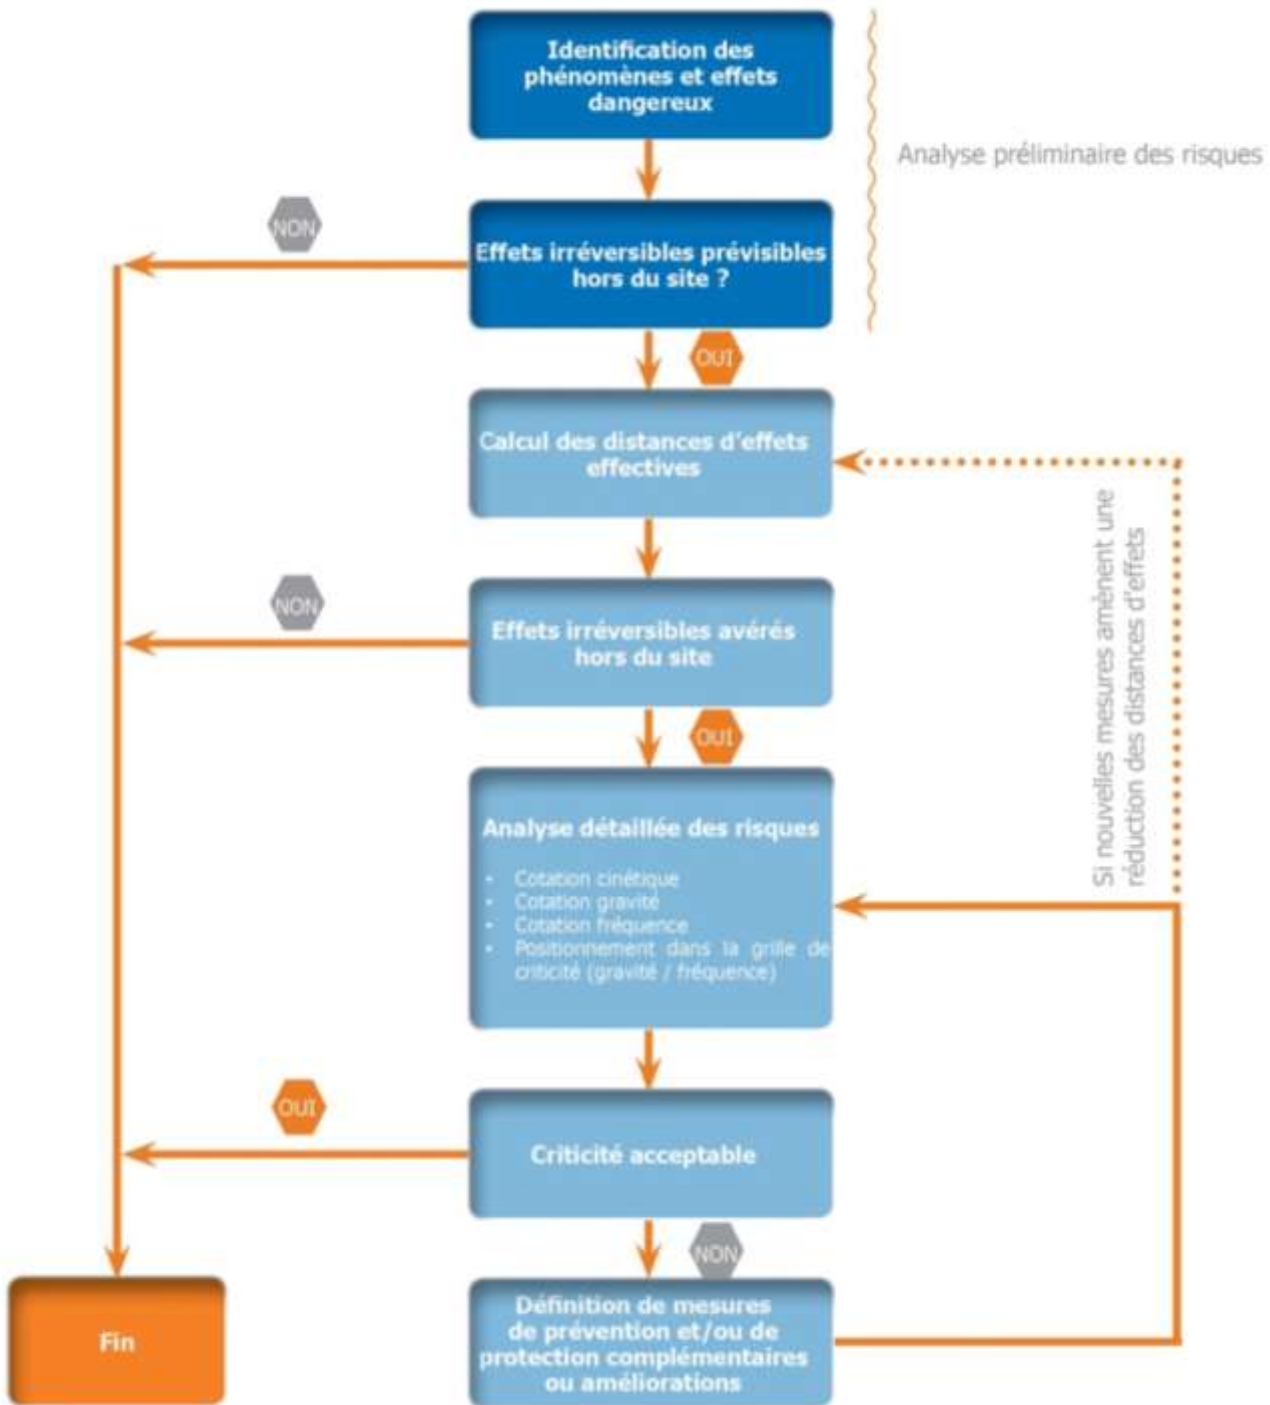 Identification des
phénomènes et effets
dangereux
Analyse préliminaire des risques
NON
Effets irréversibles prévisibles
hors du site ?
OUI
Calcul des distances d'effets
effectives
Si nouvelles mesures amènent une
réduction des distances d'effets
NON
Effets irréversibles avérés
hors du site
OUI
Analyse détaillée des risques
• Cotation cinétique
• Cotation gravité
• Cotation fréquence
• Positionnement dans la grille de
criticité (gravité / fréquence)
OUI
Criticité acceptable
NON
Définition de mesures
de prévention et/ou de
protection complémentaires
ou améliorations
Fin